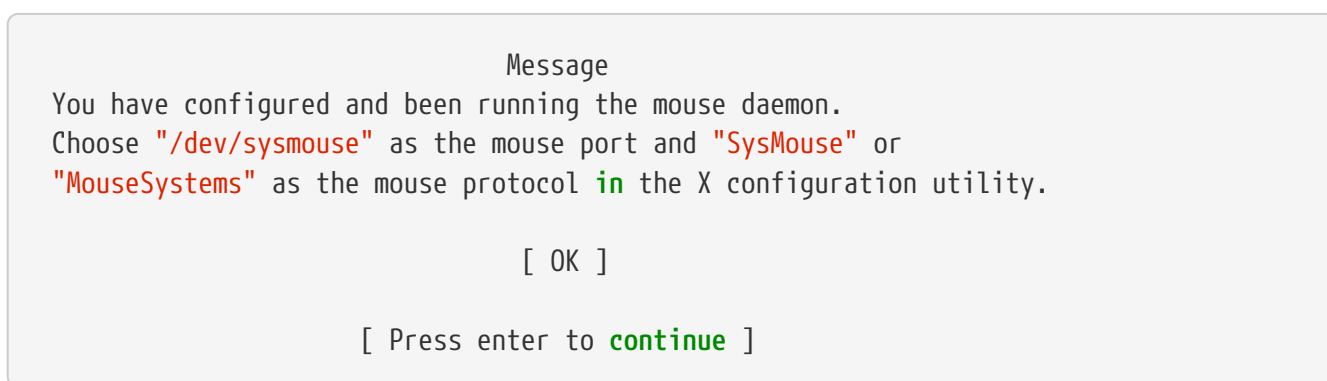 Message
You have configured and been running the mouse daemon.
Choose "/dev/sysmouse" as the mouse port and "SysMouse" or
"MouseSystems" as the mouse protocol in the X configuration utility.
[ OK ]
[ Press enter to continue ]